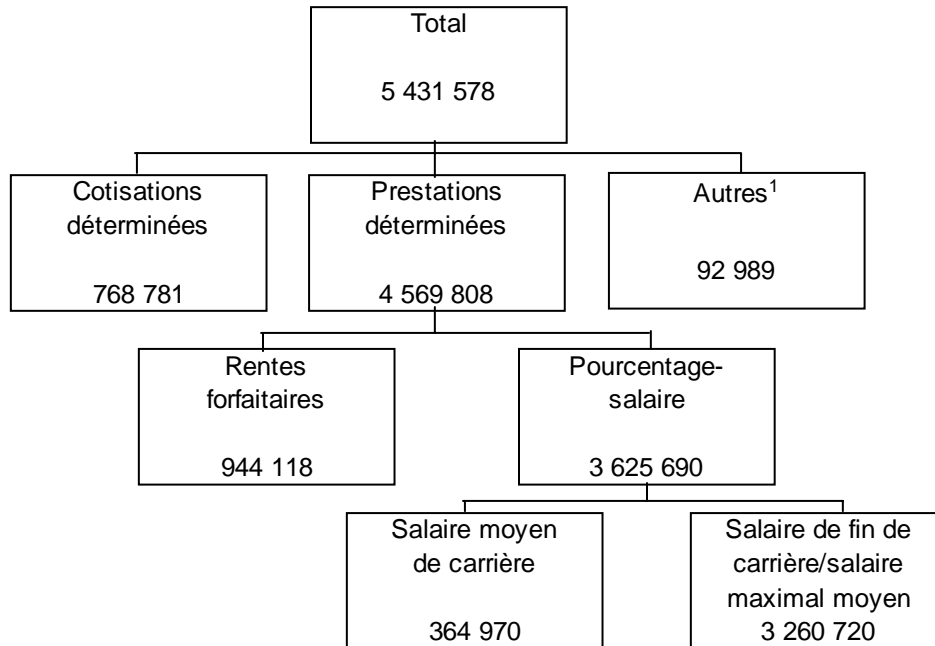 Total
5 431 578
Cotisations
déterminées
768 781
Prestations
déterminées
4 569 808
Autres¹
92 989
Rentes
forfaitaires
944 118
Pourcentage-
salaire
3 625 690
Salaire moyen
de carrière
364 970
Salaire de fin de
carrière/salaire
maximal moyen
3 260 720